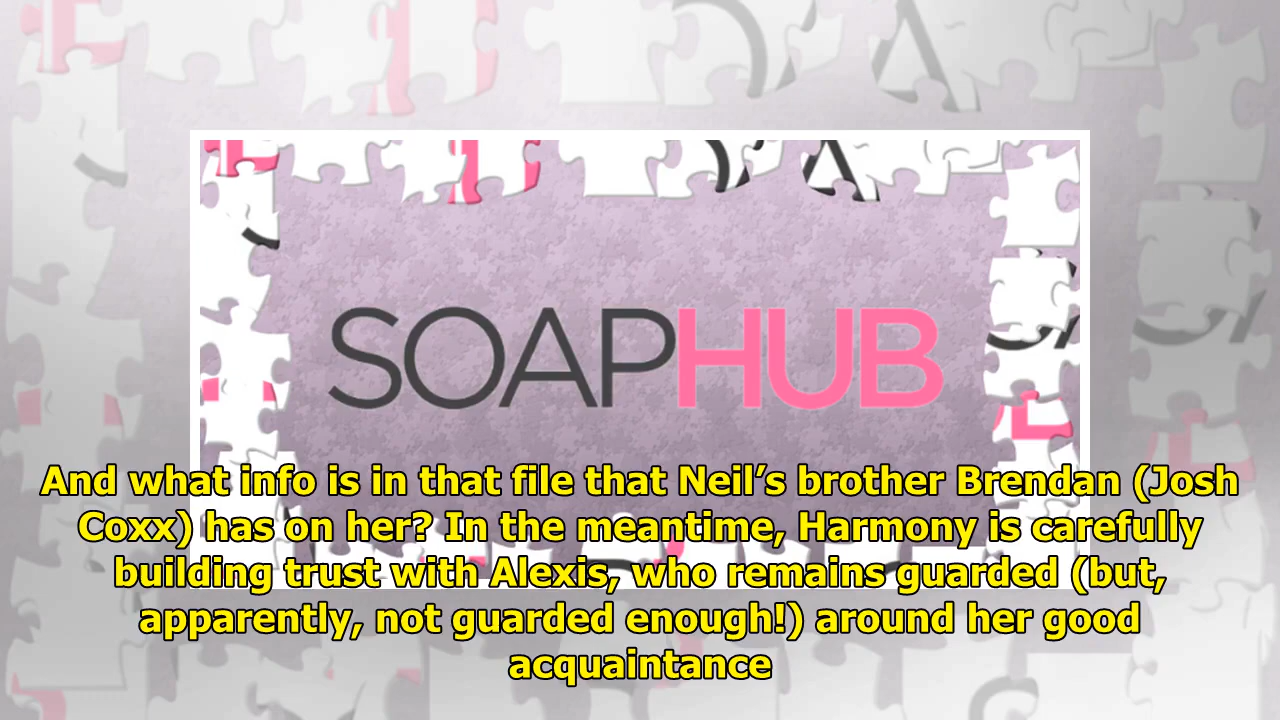 SOAPHUB
And what info is in that file that Neil’s brother Brendan (Josh
Coxx) has on her? In the meantime, Harmony is carefully
building trust with Alexis, who remains guarded (but,
apparently, not guarded enough!) around her good
acquaintance